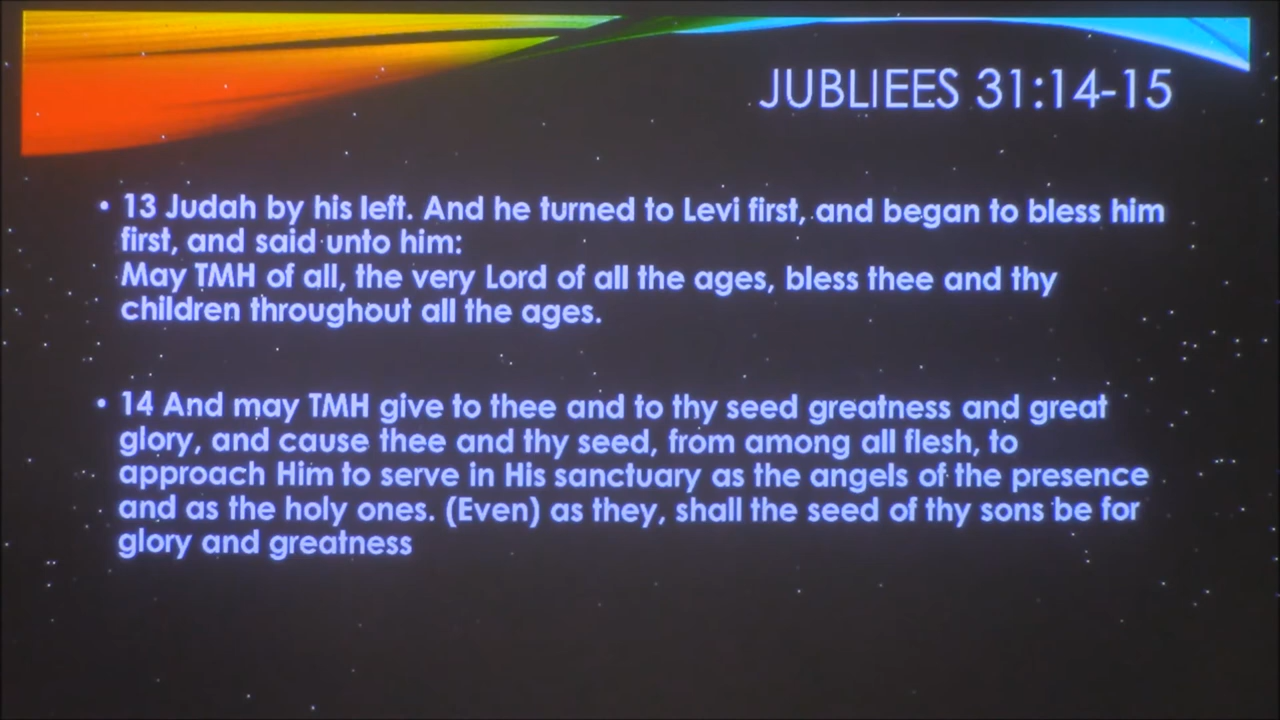 JUBLIEES 31:14-15
• 13 Judah by his left. And he turned to Levi first, and began to bless him
first, and said unto him:
May TMH of all, the very Lord of all the ages, bless thee and thy
children throughout all the ages.
• 14 And may TMH give to thee and to thy seed greatness and great
glory, and cause thee and thy seed, from among all flesh, to
approach Him to serve in His sanctuary as the angels of the presence
and as the holy ones. (Even) as they, shall the seed of thy sons be for
glory and greatness